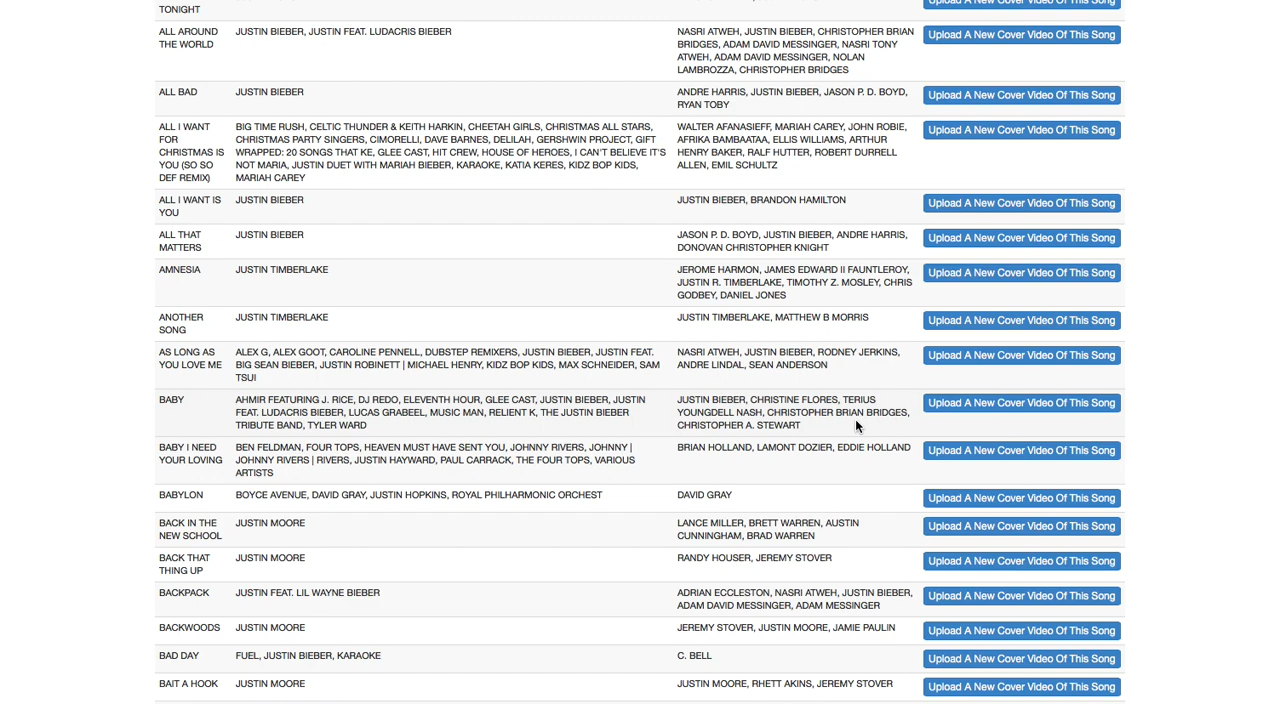 TONIGHT
Upload A New Cover Video Of This Song
ALL AROUND
THE WORLD
JUSTIN BIEBER, JUSTIN FEAT. LUDACRIS BIEBER
NASRI ATWEH, JUSTIN BIEBER, CHRISTOPHER BRIAN
BRIDGES, ADAM DAVID MESSINGER, NASRI TONY
ATWEH, ADAM DAVID MESSINGER, NOLAN
LAMBROZZA, CHRISTOPHER BRIDGES
Upload A New Cover Video Of This Song
ALL BAD
JUSTIN BIEBER
ANDRE HARRIS, JUSTIN BIEBER, JASON P. D. BOYD,
RYAN TOBY
Upload A New Cover Video Of This Song
ALL I WANT
FOR
CHRISTMAS IS
YOU (SO SO
DEF REMIX)
BIG TIME RUSH, CELTIC THUNDER & KEITH HARKIN, CHEETAH GIRLS, CHRISTMAS ALL STARS,
CHRISTMAS PARTY SINGERS, CIMORELLI, DAVE BARNES, DELILAH, GERSHWIN PROJECT, GIFT
WRAPPED: 20 SONGS THAT KE, GLEE CAST, HIT CREW, HOUSE OF HEROES, I CAN'T BELIEVE IT'S
NOT MARIA, JUSTIN DUET WITH MARIAH BIEBER, KARAOKE, KATIA KERES, KIDZ BOP KIDS,
MARIAH CAREY
WALTER AFANASIEFF, MARIAH CAREY, JOHN ROBIE,
AFRIKA BAMBAATAA, ELLIS WILLIAMS, ARTHUR
HENRY BAKER, RALF HUTTER, ROBERT DURRELL
ALLEN, EMIL SCHULTZ
Upload A New Cover Video Of This Song
ALL I WANT IS
YOU
JUSTIN BIEBER
JUSTIN BIEBER, BRANDON HAMILTON
Upload A New Cover Video Of This Song
ALL THAT
MATTERS
JUSTIN BIEBER
JASON P. D. BOYD, JUSTIN BIEBER, ANDRE HARRIS,
DONOVAN CHRISTOPHER KNIGHT
Upload A New Cover Video Of This Song
AMNESIA
JUSTIN TIMBERLAKE
JEROME HARMON, JAMES EDWARD II FAUNTLEROY,
JUSTIN R. TIMBERLAKE, TIMOTHY Z. MOSLEY, CHRIS
GODBEY, DANIEL JONES
Upload A New Cover Video Of This Song
ANOTHER
SONG
JUSTIN TIMBERLAKE
JUSTIN TIMBERLAKE, MATTHEW B MORRIS
Upload A New Cover Video Of This Song
AS LONG AS
YOU LOVE ME
ALEX G, ALEX GOOT, CAROLINE PENNELL, DUBSTEP REMIXERS, JUSTIN BIEBER, JUSTIN FEAT.
BIG SEAN BIEBER, JUSTIN ROBINETT | MICHAEL HENRY, KIDZ BOP KIDS, MAX SCHNEIDER, SAM
TSUI
NASRI ATWEH, JUSTIN BIEBER, RODNEY JERKINS,
ANDRE LINDAL, SEAN ANDERSON
Upload A New Cover Video Of This Song
BABY
AHMIR FEATURING J. RICE, DJ REDO, ELEVENTH HOUR, GLEE CAST, JUSTIN BIEBER, JUSTIN
FEAT. LUDACRIS BIEBER, LUCAS GRABEEL, MUSIC MAN, RELIENT K, THE JUSTIN BIEBER
TRIBUTE BAND, TYLER WARD
JUSTIN BIEBER, CHRISTINE FLORES, TERIUS
YOUNGDELL NASH, CHRISTOPHER BRIAN BRIDGES,
CHRISTOPHER A. STEWART
Upload A New Cover Video Of This Song
BABY I NEED
YOUR LOVING
BEN FELDMAN, FOUR TOPS, HEAVEN MUST HAVE SENT YOU, JOHNNY RIVERS, JOHNNY |
JOHNNY RIVERS | RIVERS, JUSTIN HAYWARD, PAUL CARRACK, THE FOUR TOPS, VARIOUS
ARTISTS
BRIAN HOLLAND, LAMONT DOZIER, EDDIE HOLLAND
Upload A New Cover Video Of This Song
BABYLON
BOYCE AVENUE, DAVID GRAY, JUSTIN HOPKINS, ROYAL PHILHARMONIC ORCHEST
DAVID GRAY
Upload A New Cover Video Of This Song
BACK IN THE
NEW SCHOOL
JUSTIN MOORE
LANCE MILLER, BRETT WARREN, AUSTIN
CUNNINGHAM, BRAD WARREN
Upload A New Cover Video Of This Song
BACK THAT
THING UP
JUSTIN MOORE
RANDY HOUSER, JEREMY STOVER
Upload A New Cover Video Of This Song
BACKPACK
JUSTIN FEAT. LIL WAYNE BIEBER
ADRIAN ECCLESTON, NASRI ATWEH, JUSTIN BIEBER,
ADAM DAVID MESSINGER, ADAM MESSINGER
Upload A New Cover Video Of This Song
BACKWOODS
JUSTIN MOORE
JEREMY STOVER, JUSTIN MOORE, JAMIE PAULIN
Upload A New Cover Video Of This Song
BAD DAY
FUEL, JUSTIN BIEBER, KARAOKE
C. BELL
Upload A New Cover Video Of This Song
BAIT A HOOK
JUSTIN MOORE
JUSTIN MOORE, RHETT AKINS, JEREMY STOVER
Upload A New Cover Video Of This Song